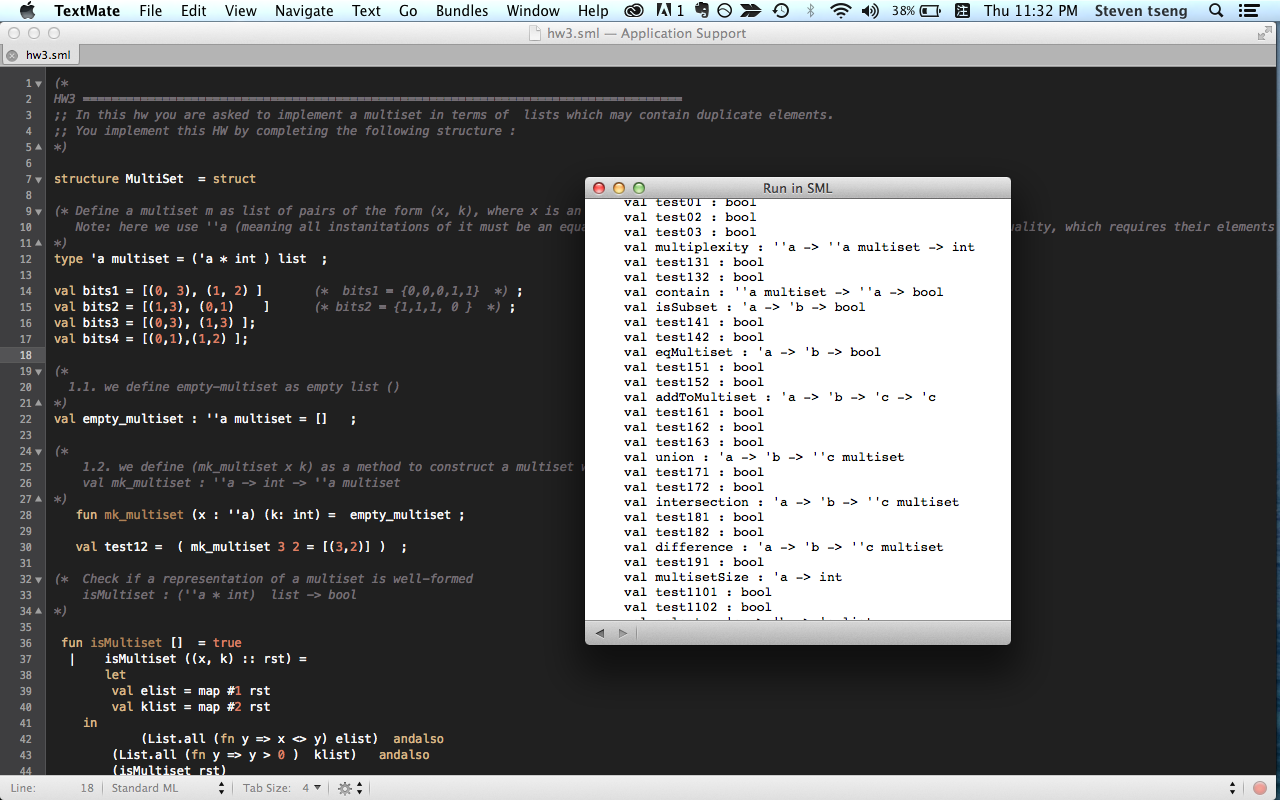 TextMate File Edit View Navigate Text Go Bundles Window Help 1 38% 注 Thu 11:32 PM Steven tseng
hw3.sml — Application Support
hw3.sml
1 (*
2 HW3 ===================================================================================
3 ;; In this hw you are asked to implement a multiset in terms of  lists which may contain duplicate elements.
4 ;; You implement this HW by completing the following structure :
5 *)
6
7 structure MultiSet  = struct
8
9 (* Define a multiset m as list of pairs of the form (x, k), where x is an
10    Note: here we use ''a (meaning all instanitations of it must be an equa uality, which requires their elements
11 *)
12 type 'a multiset = ('a * int ) list  ;
13
14 val bits1 = [(0, 3), (1, 2) ]       (*  bits1 = {0,0,0,1,1}  *) ;
15 val bits2 = [(1,3), (0,1)    ]      (* bits2 = {1,1,1, 0 }  *) ;
16 val bits3 = [(0,3), (1,3) ];
17 val bits4 = [(0,1),(1,2) ];
18
19 (*
20   1.1. we define empty-multiset as empty list ()
21 *)
22 val empty_multiset : ''a multiset = []   ;
23
24 (*
25     1.2. we define (mk_multiset x k) as a method to construct a multiset
26     val mk_multiset : ''a -> int -> ''a multiset
27 *)
28    fun mk_multiset (x : ''a) (k: int) =  empty_multiset ;
29
30    val test12 =  ( mk_multiset 3 2 = [(3,2)] )  ;
31
32 (*  Check if a representation of a multiset is well-formed
33     isMultiset : (''a * int)  list -> bool
34 *)
35
36  fun isMultiset []  = true
37   |    isMultiset ((x, k) :: rst) =
38        let
39         val elist = map #1 rst
40         val klist = map #2 rst
41     in
42             (List.all (fn y => x <> y) elist)  andalso
43         (List.all (fn y => y > 0 )  klist)   andalso
44         (isMultiset rst)
Run in SML
val test01 : bool
val test02 : bool
val test03 : bool
val multiplexity : ''a -> ''a multiset -> int
val test131 : bool
val test132 : bool
val contain : ''a multiset -> ''a -> bool
val isSubset : 'a -> 'b -> bool
val test141 : bool
val test142 : bool
val eqMultiset : 'a -> 'b -> bool
val test151 : bool
val test152 : bool
val addToMultiset : 'a -> 'b -> 'c -> 'c
val test161 : bool
val test162 : bool
val test163 : bool
val union : 'a -> 'b -> ''c multiset
val test171 : bool
val test172 : bool
val intersection : 'a -> 'b -> ''c multiset
val test181 : bool
val test182 : bool
val difference : 'a -> 'b -> ''c multiset
val test191 : bool
val multisetSize : 'a -> int
val test1101 : bool
val test1102 : bool
Line: 18 Standard ML Tab Size: 4